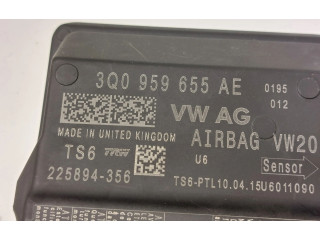 3Q0 959 655 AE
0195
012
VW AG
MADE IN UNITED KINGDOM
AIRBAG VW20
TS6 TRW
U6
Sensor
225894-356
TS6-PTL10.04.15U6011090